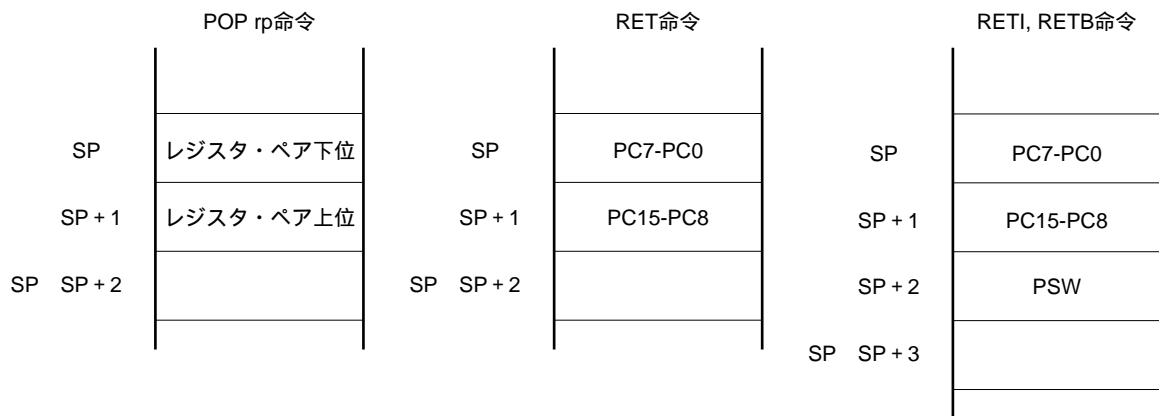 POP rp命令
SP レジスタ・ペア下位
SP + 1 レジスタ・ペア上位
SP SP + 2
RET命令
SP PC7-PC0
SP + 1 PC15-PC8
SP SP + 2
RETI, RETB命令
SP PC7-PC0
SP + 1 PC15-PC8
SP + 2 PSW
SP SP + 3